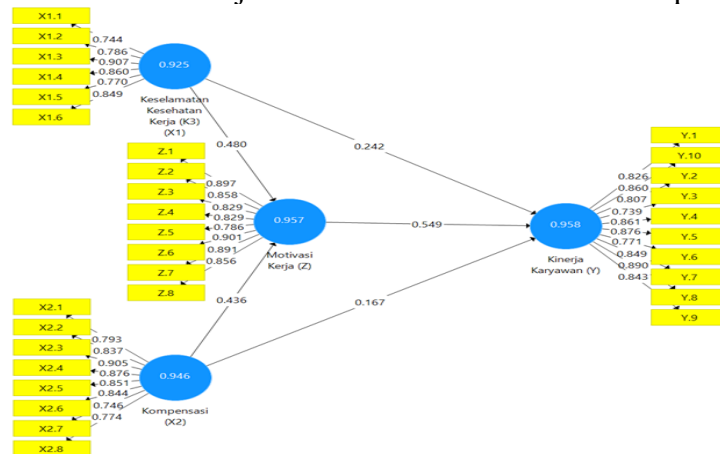 X1.1
X1.2
X1.3
X1.4
X1.5
X1.6
0.744
0.786
0.907
0.860
0.770
0.849
0.925
Keselamatan
Kesehatan
Kerja (K3)
(X1)
0.480
0.242
Z.1
Z.2
Z.3
Z.4
Z.5
Z.6
Z.7
Z.8
0.897
0.858
0.829
0.829
0.786
0.901
0.891
0.856
0.957
Motivasi
Kerja (Z)
0.549
0.436
0.167
X2.1
X2.2
X2.3
X2.4
X2.5
X2.6
X2.7
X2.8
0.793
0.837
0.905
0.876
0.851
0.844
0.746
0.774
0.946
Kompensasi
(X2)
0.958
Kinerja
Karyawan (Y)
0.826
0.860
0.807
0.739
0.861
0.876
0.771
0.849
0.890
0.843
Y.1
Y.10
Y.2
Y.3
Y.4
Y.5
Y.6
Y.7
Y.8
Y.9